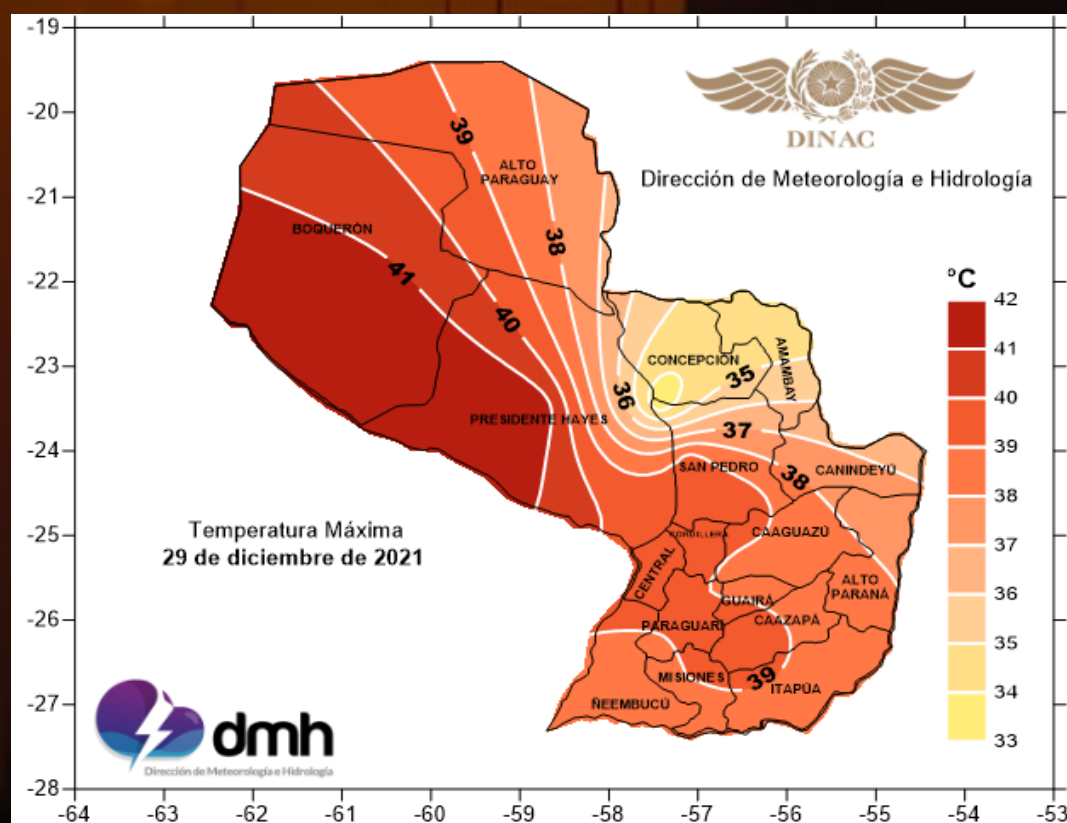 DINAC
Dirección de Meteorología e Hidrología
-19
-20
-21
-22
-23
-24
-25
-26
-27
-28
-64
-63
-62
-61
-60
-59
-58
-57
-56
-55
-54
-53
39
ALTO
PARAGUAY
BOQUERÓN
38
41
40
CONCEPCIÓN
AMAMBAY
35
36
PRESIDENTE HAYES
37
SAN PEDRO
38
CANINDEYÚ
CORDILLERA
CAAGUAZÚ
CENTRAL
ALTO
PARANÁ
GUAIRÁ
CAAZAPÁ
PARAGUARÍ
MISIONES
39
ITAPÚA
ÑEEMBUCÚ
°C
42
41
40
39
38
37
36
35
34
33
Temperatura Máxima
29 de diciembre de 2021
dmh
Dirección de Meteorología e Hidrología